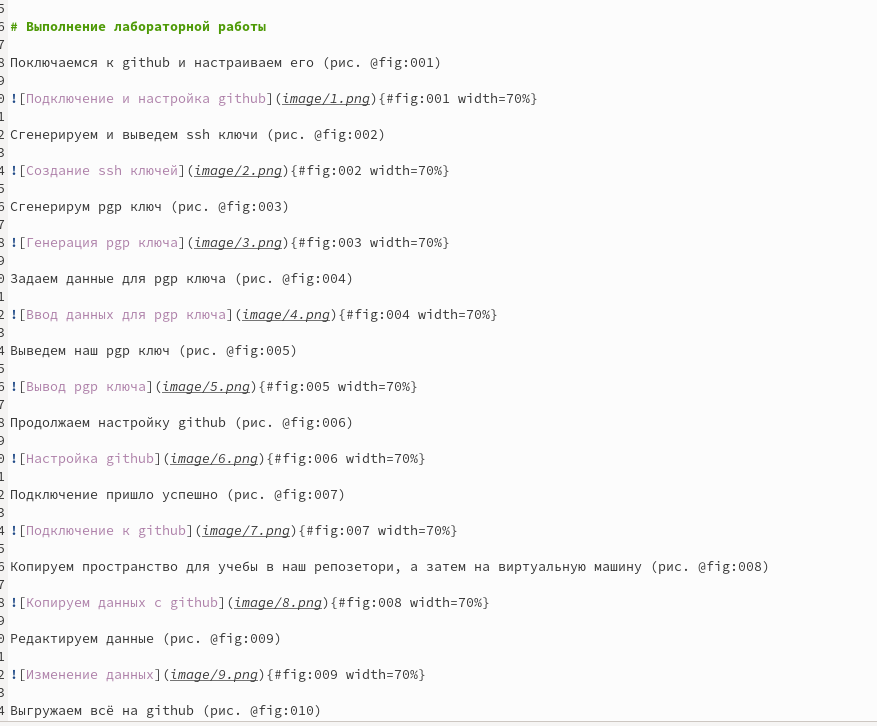 5
6 # Выполнение лабораторной работы
7
8 Поключаемся к github и настраиваем его (рис. @fig:001)
9
0 ![Подключение и настройка github](image/1.png){#fig:001 width=70%}
1
2 Сгенерируем и выведем ssh ключи (рис. @fig:002)
3
4 ![Создание ssh ключей](image/2.png){#fig:002 width=70%}
5
6 Сгенерирум pgp ключ (рис. @fig:003)
7
8 ![Генерация pgp ключа](image/3.png){#fig:003 width=70%}
9
0 Задаем данные для pgp ключа (рис. @fig:004)
1
2 ![Ввод данных для pgp ключа](image/4.png){#fig:004 width=70%}
3
4 Выведем наш pgp ключ (рис. @fig:005)
5
6 ![Вывод pgp ключа](image/5.png){#fig:005 width=70%}
7
8 Продолжаем настройку github (рис. @fig:006)
9
0 ![Настройка github](image/6.png){#fig:006 width=70%}
1
2 Подключение пришло успешно (рис. @fig:007)
3
4 ![Подключение к github](image/7.png){#fig:007 width=70%}
5
6 Копируем пространство для учебы в наш репозетори, а затем на виртуальную машину (рис. @fig:008)
7
8 ![Копируем данных с github](image/8.png){#fig:008 width=70%}
9
0 Редактируем данные (рис. @fig:009)
1
2 ![Изменение данных](image/9.png){#fig:009 width=70%}
3
4 Выгружаем всё на github (рис. @fig:010)